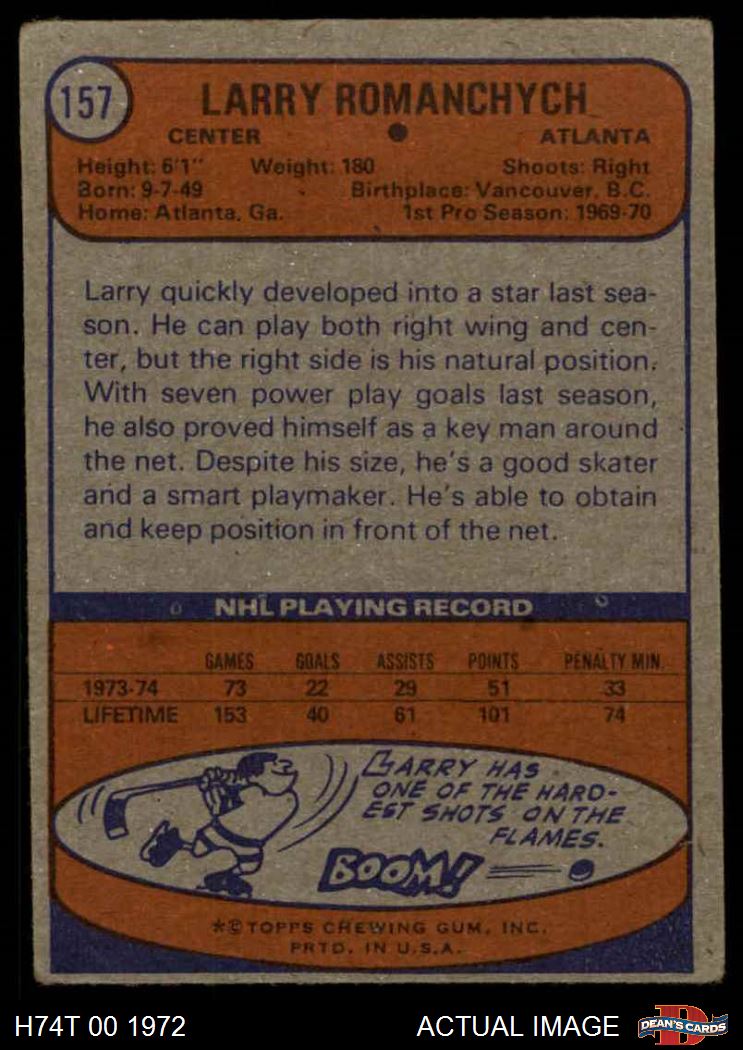 157
LARRY ROMANCHYCH
CENTER ● ATLANTA
Height: 6'1" Weight: 180 Shoots: Right
Born: 9-7-49 Birthplace: Vancouver, B.C.
Home: Atlanta, Ga. 1st Pro Season: 1969-70
Larry quickly developed into a star last sea-
son. He can play both right wing and cen-
ter, but the right side is his natural position.
With seven power play goals last season,
he also proved himself as a key man around
the net. Despite his size, he's a good skater
and a smart playmaker. He's able to obtain
and keep position in front of the net.
NHL PLAYING RECORD
GAMES GOALS ASSISTS POINTS PENALTY MIN.
1973-74 73 22 29 51 33
LIFETIME 153 40 61 101 74
LARRY HAS
ONE OF THE HARD-
EST SHOTS ON THE
FLAMES.
BOOM!
*© TOPPS CHEWING GUM, INC.
PRTD. IN U.S.A.
H74T 00 1972 ACTUAL IMAGE
D
DEAN'S CARDS